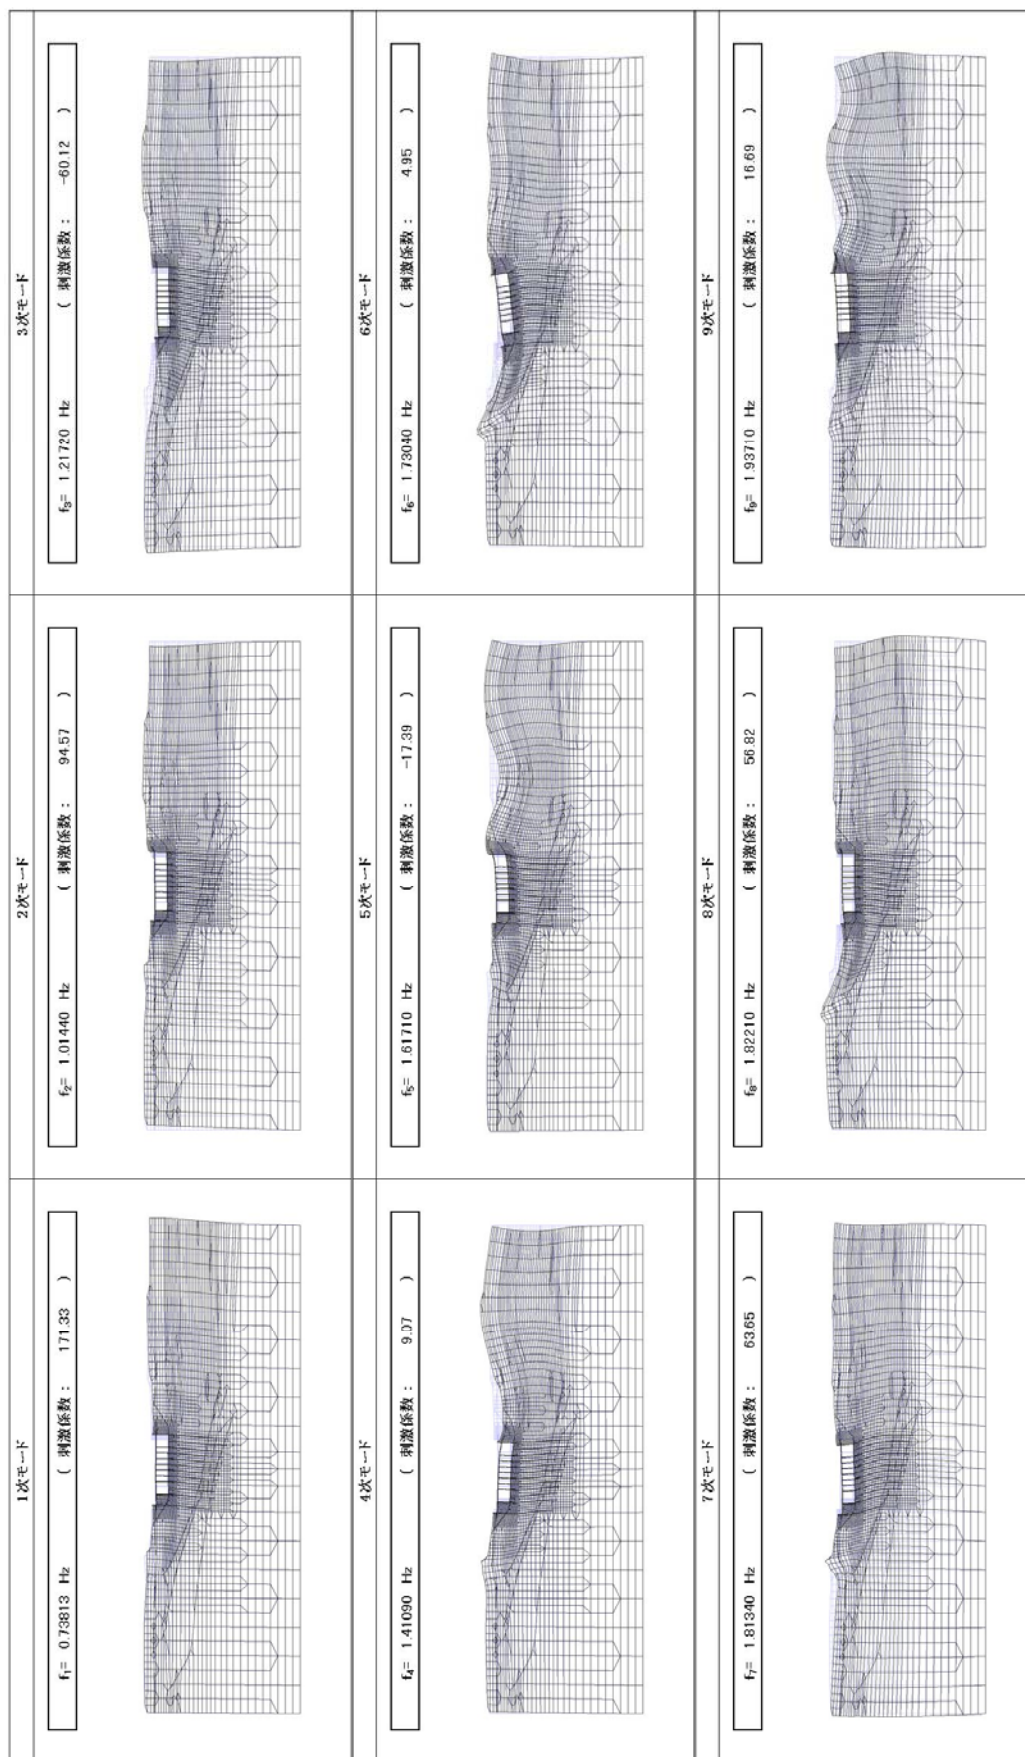 1次モード
f₁= 0.73813 Hz ( 刺激係数 : 171.33 )
2次モード
f₂= 1.01440 Hz ( 刺激係数 : 94.57 )
3次モード
f₃= 1.21720 Hz ( 刺激係数 : -60.12 )
4次モード
f₄= 1.41090 Hz ( 刺激係数 : 9.07 )
5次モード
f₅= 1.61710 Hz ( 刺激係数 : -17.39 )
6次モード
f₆= 1.73040 Hz ( 刺激係数 : 4.95 )
7次モード
f₇= 1.81340 Hz ( 刺激係数 : 63.65 )
8次モード
f₈= 1.82210 Hz ( 刺激係数 : 56.82 )
9次モード
f₉= 1.93710 Hz ( 刺激係数 : 16.69 )